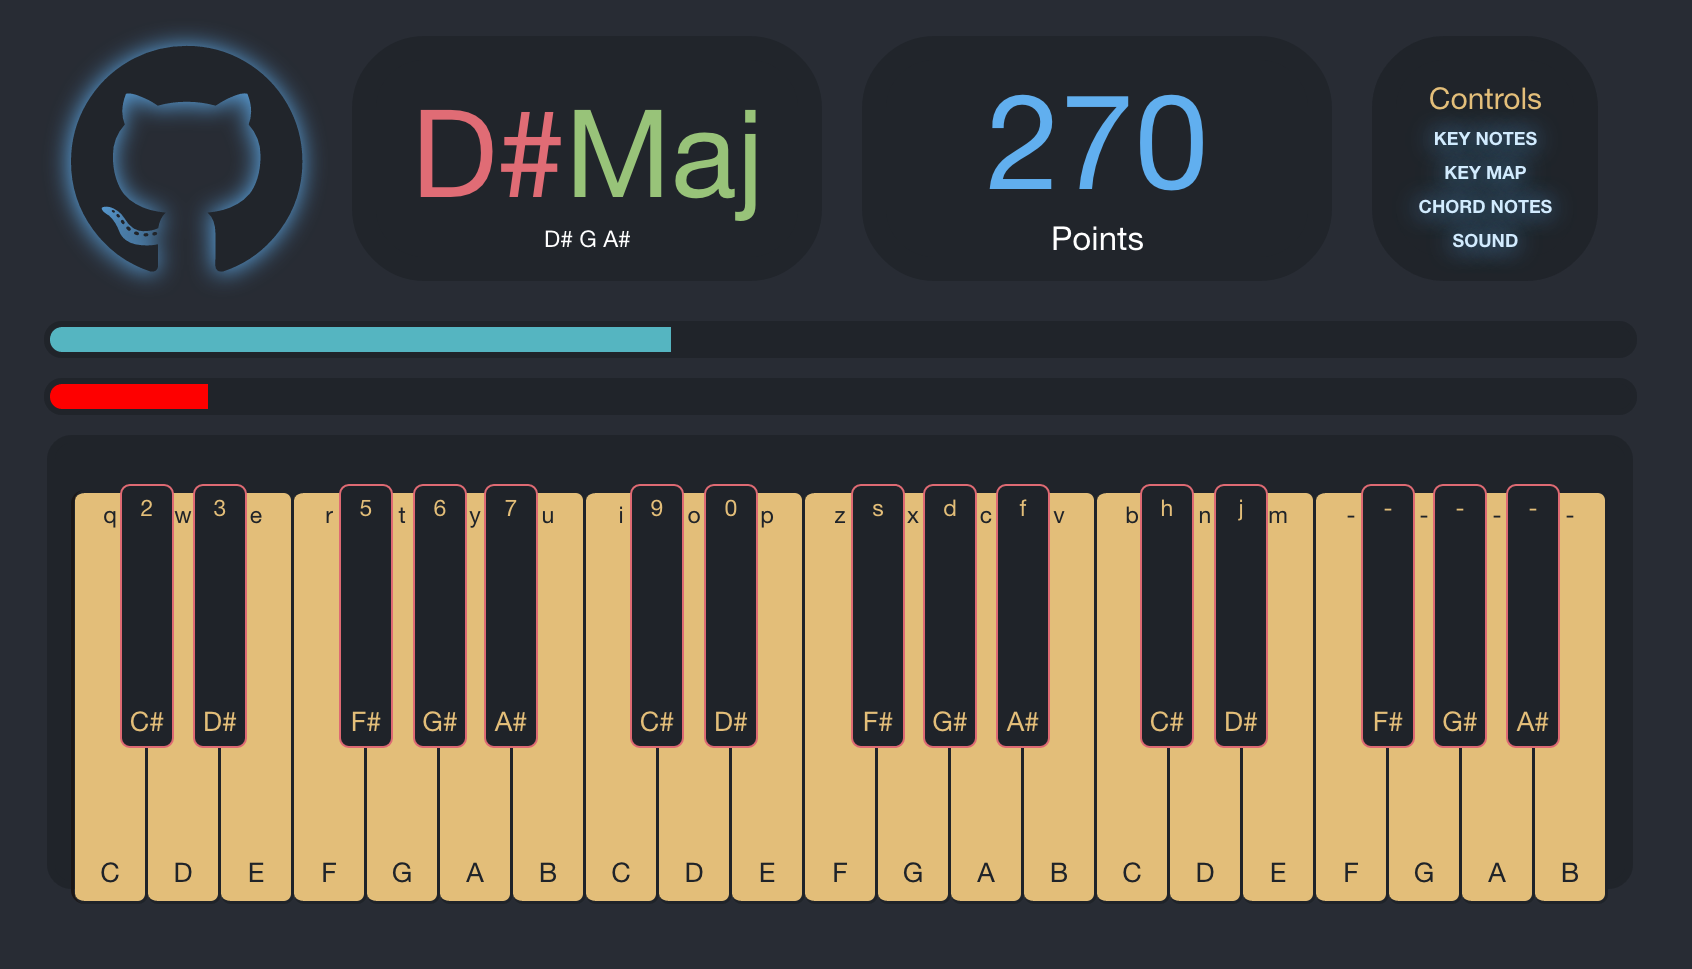 D#Maj
D# G A#
270
Points
Controls
KEY NOTES
KEY MAP
CHORD NOTES
SOUND
q 2 w 3 e r 5 t 6 y 7 u i 9 o 0 p z s x d c f v b h n j m - - - - - - -
C# D# F# G# A# C# D# F# G# A# C# D# F# G# A#
C D E F G A B C D E F G A B C D E F G A B